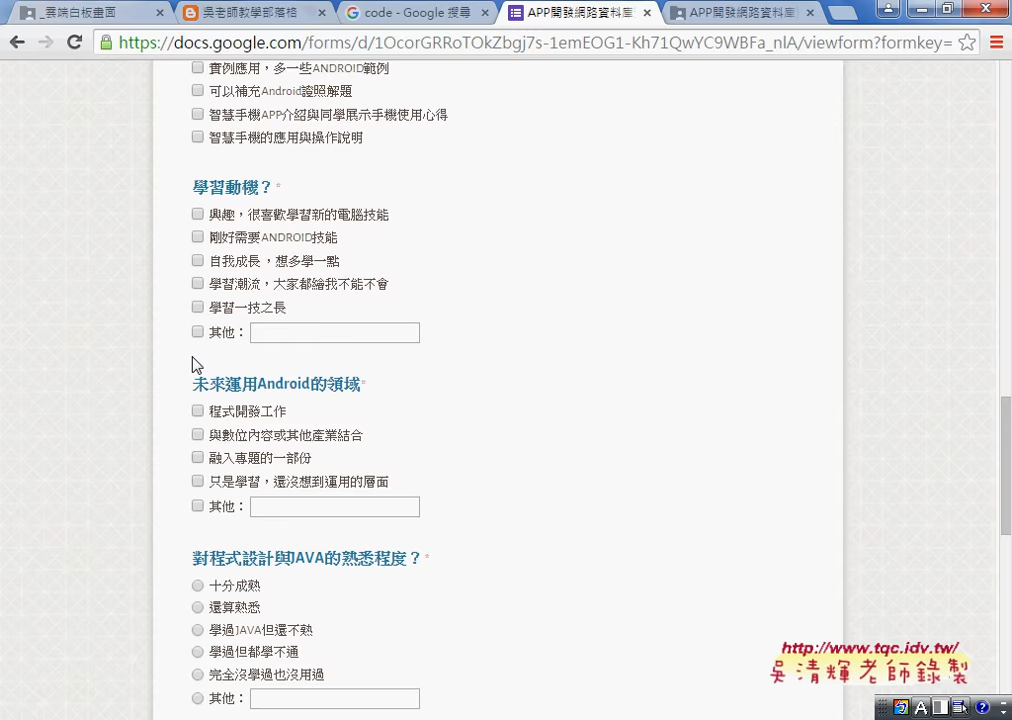 _雲端白板畫面
吳老師教學部落格
code - Google 搜尋
APP開發網路資料庫
APP開發網路資料庫
https://docs.google.com/forms/d/1OcorGRRoTOkZbgj7s-1emEOG1-Kh71QwYC9WBFa_nlA/viewform?formkey=
實例應用，多一些ANDROID範例
可以補充Android證照解題
智慧手機APP介紹與同學展示手機使用心得
智慧手機的應用與操作說明
學習動機？*
興趣，很喜歡學習新的電腦技能
剛好需要ANDROID技能
自我成長，想多學一點
學習潮流，大家都繪我不能不會
學習一技之長
其他：
未來運用Android的領域*
程式開發工作
與數位內容或其他產業結合
融入專題的一部份
只是學習，還沒想到運用的層面
其他：
對程式設計與JAVA的熟悉程度？*
十分成熟
還算熟悉
學過JAVA但還不熟
學過但都學不通
完全沒學過也沒用過
其他：
http://www.tqc.idv.tw/
吳清輝老師錄製